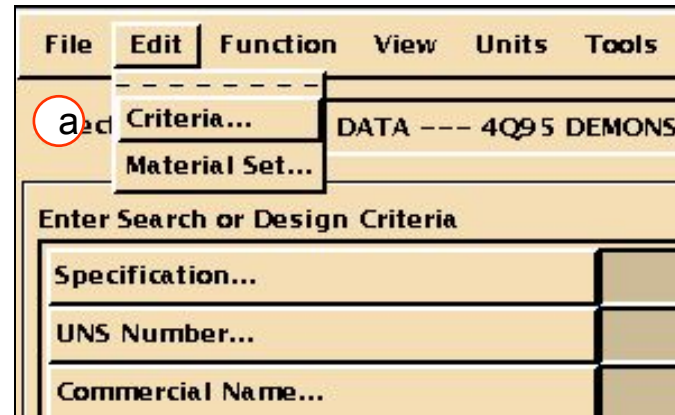 File Edit Function View Units Tools
a Criteria... DATA --- 4Q95 DEMONS
Material Set...
Enter Search or Design Criteria
Specification...
UNS Number...
Commercial Name...